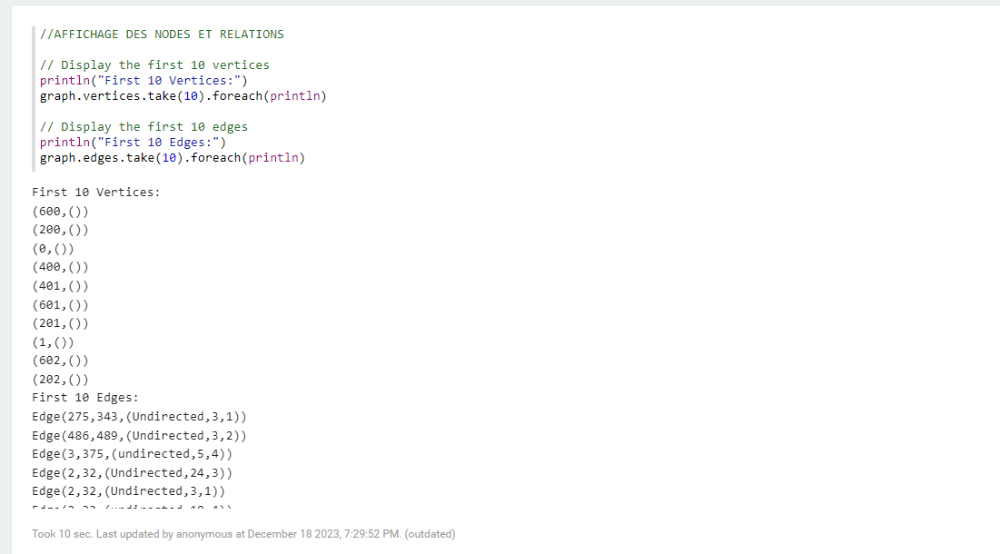 //AFFICHAGE DES NODES ET RELATIONS
// Display the first 10 vertices
println("First 10 Vertices:")
graph.vertices.take(10).foreach(println)
// Display the first 10 edges
println("First 10 Edges:")
graph.edges.take(10).foreach(println)
First 10 Vertices:
(600,())
(200,())
(0,())
(400,())
(401,())
(601,())
(201,())
(1,())
(602,())
(202,())
First 10 Edges:
Edge(275,343,(Undirected,3,1))
Edge(486,489,(Undirected,3,2))
Edge(3,375,(undirected,5,4))
Edge(2,32,(Undirected,24,3))
Edge(2,32,(Undirected,3,1))
Took 10 sec. Last updated by anonymous at December 18 2023, 7:29:52 PM. (outdated)